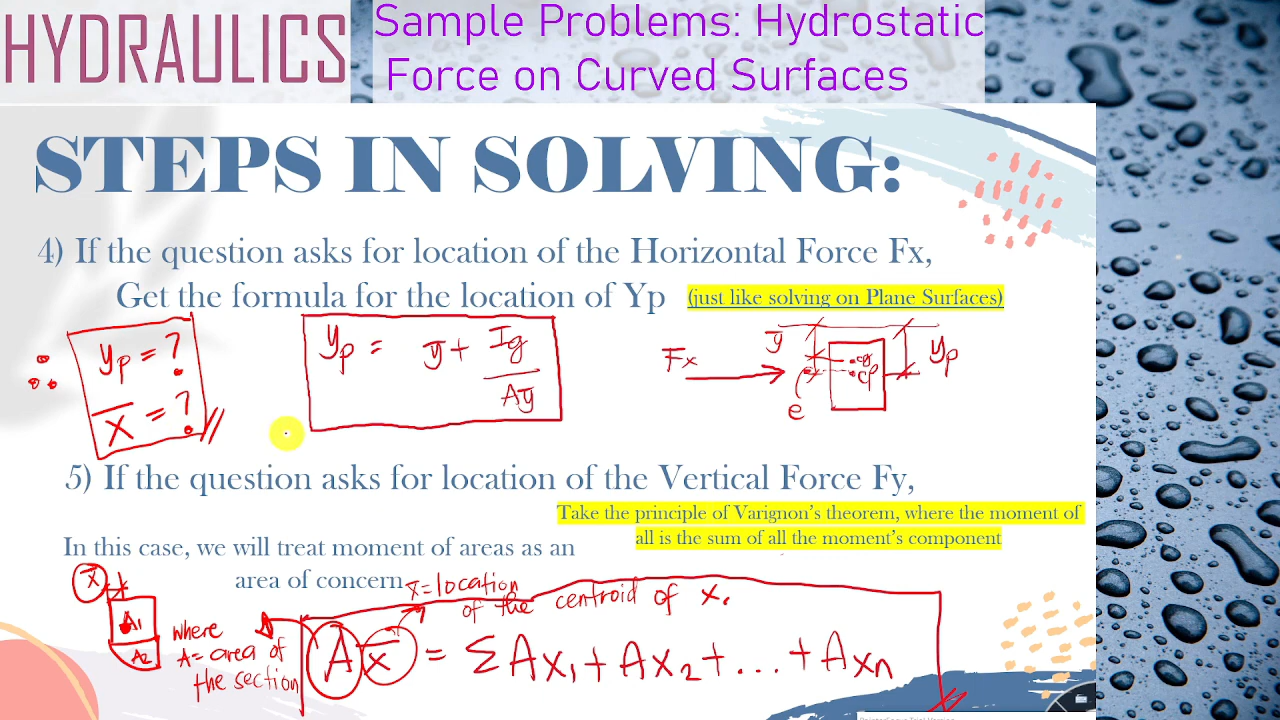 HYDRAULICS
Sample Problems: Hydrostatic
Force on Curved Surfaces
STEPS IN SOLVING:
4) If the question asks for location of the Horizontal Force Fx,
Get the formula for the location of Yp (just like solving on Plane Surfaces)
yp = ?
x̅ = ?
yp = y̅ + Ig
Ay̅
Fx
y̅
cg
cp
e
yp
5) If the question asks for location of the Vertical Force Fy,
Take the principle of Varignon's theorem, where the moment of
all is the sum of all the moment's component
In this case, we will treat moment of areas as an
area of concern
x̅
A1
A2
where
A = area of
the section
x̅ = location
of the centroid of x.
Ax̅ = ΣAx1 + Ax2 + ... + Axn